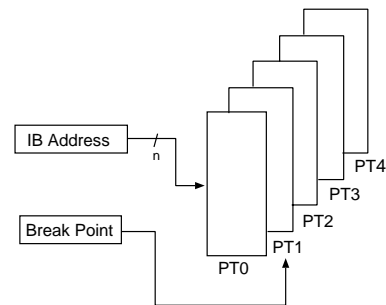 IB Address
n
Break Point
PT0
PT1
PT2
PT3
PT4